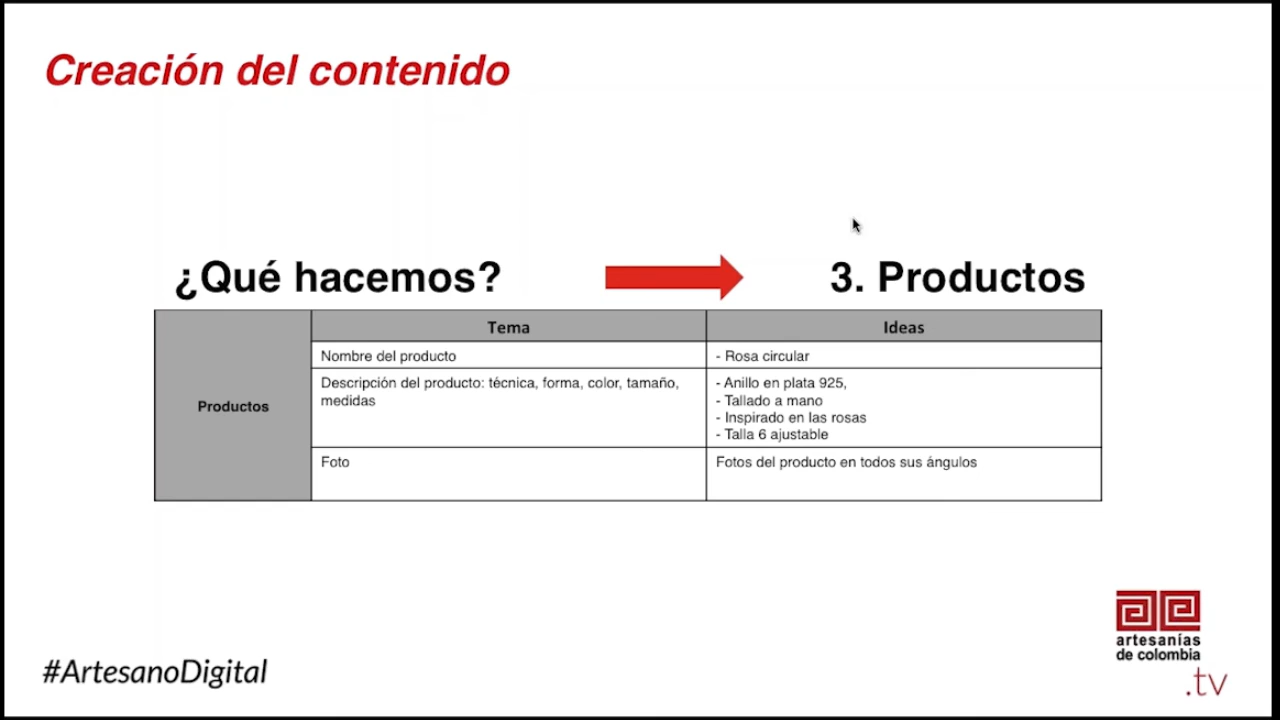 Creación del contenido
¿Qué hacemos?
3. Productos
Productos
Tema
Ideas
Nombre del producto
- Rosa circular
Descripción del producto: técnica, forma, color, tamaño,
medidas
- Anillo en plata 925,
- Tallado a mano
- Inspirado en las rosas
- Talla 6 ajustable
Foto
Fotos del producto en todos sus ángulos
#ArtesanoDigital
artesanías
de colombia
.tv